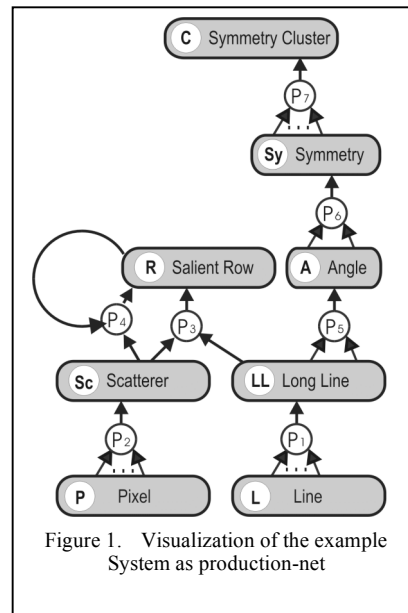 C Symmetry Cluster
P7
Sy Symmetry
P6
R Salient Row
A Angle
P4
P3
P5
Sc Scatterer
LL Long Line
P2
P1
P Pixel
L Line
Figure 1. Visualization of the example
System as production-net